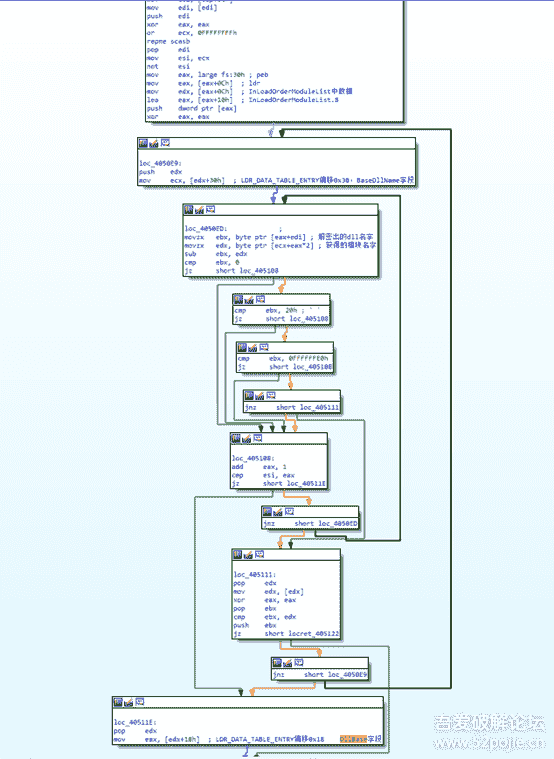 mov edi, [edi]
push edi
xor eax, eax
or ecx, 0FFFFFFFFh
repne scasb
pop edi
mov esi, ecx
not esi
mov eax, large fs:30h ; peb
mov eax, [eax+0Ch] ; ldr
mov edx, [eax+0Ch] ; InLoadOrderModuleList中数据
lea eax, [eax+10h] ; InLoadOrderModuleList.B
push dword ptr [eax]
xor eax, eax
loc_4050E9:
push edx
mov ecx, [edx+30h] ; LDR_DATA_TABLE_ENTRY偏移0x30, BaseDllName字段
loc_4050ED: ;
movzx ebx, byte ptr [eax+edi] ; 解密出的dll名字
movzx edx, byte ptr [ecx+eax*2] ; 获得的模块名字
sub ebx, edx
cmp ebx, 0
jz short loc_405108
cmp ebx, 20h ; ' '
jz short loc_405108
cmp ebx, 0FFFFFFE0h
jz short loc_405108
jnz short loc_405111
loc_405108:
add eax, 1
cmp esi, eax
jz short loc_40511E
jnz short loc_4050ED
loc_405111:
pop edx
mov edx, [edx]
xor eax, eax
pop ebx
cmp ebx, edx
push ebx
jz short locret_405122
jnz short loc_4050E9
loc_40511E:
pop edx
mov eax, [edx+18h] ; LDR_DATA_TABLE_ENTRY偏移0x18 DllBase字段
吾爱破解论坛
www.52pojie.cn